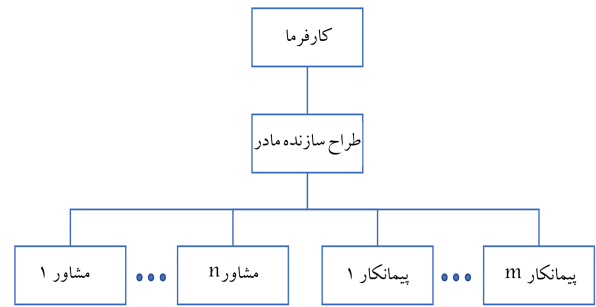 کارفرما
طراح سازنده مادر
پیمانکار m
پیمانکار ۱
مشاور n
مشاور ۱